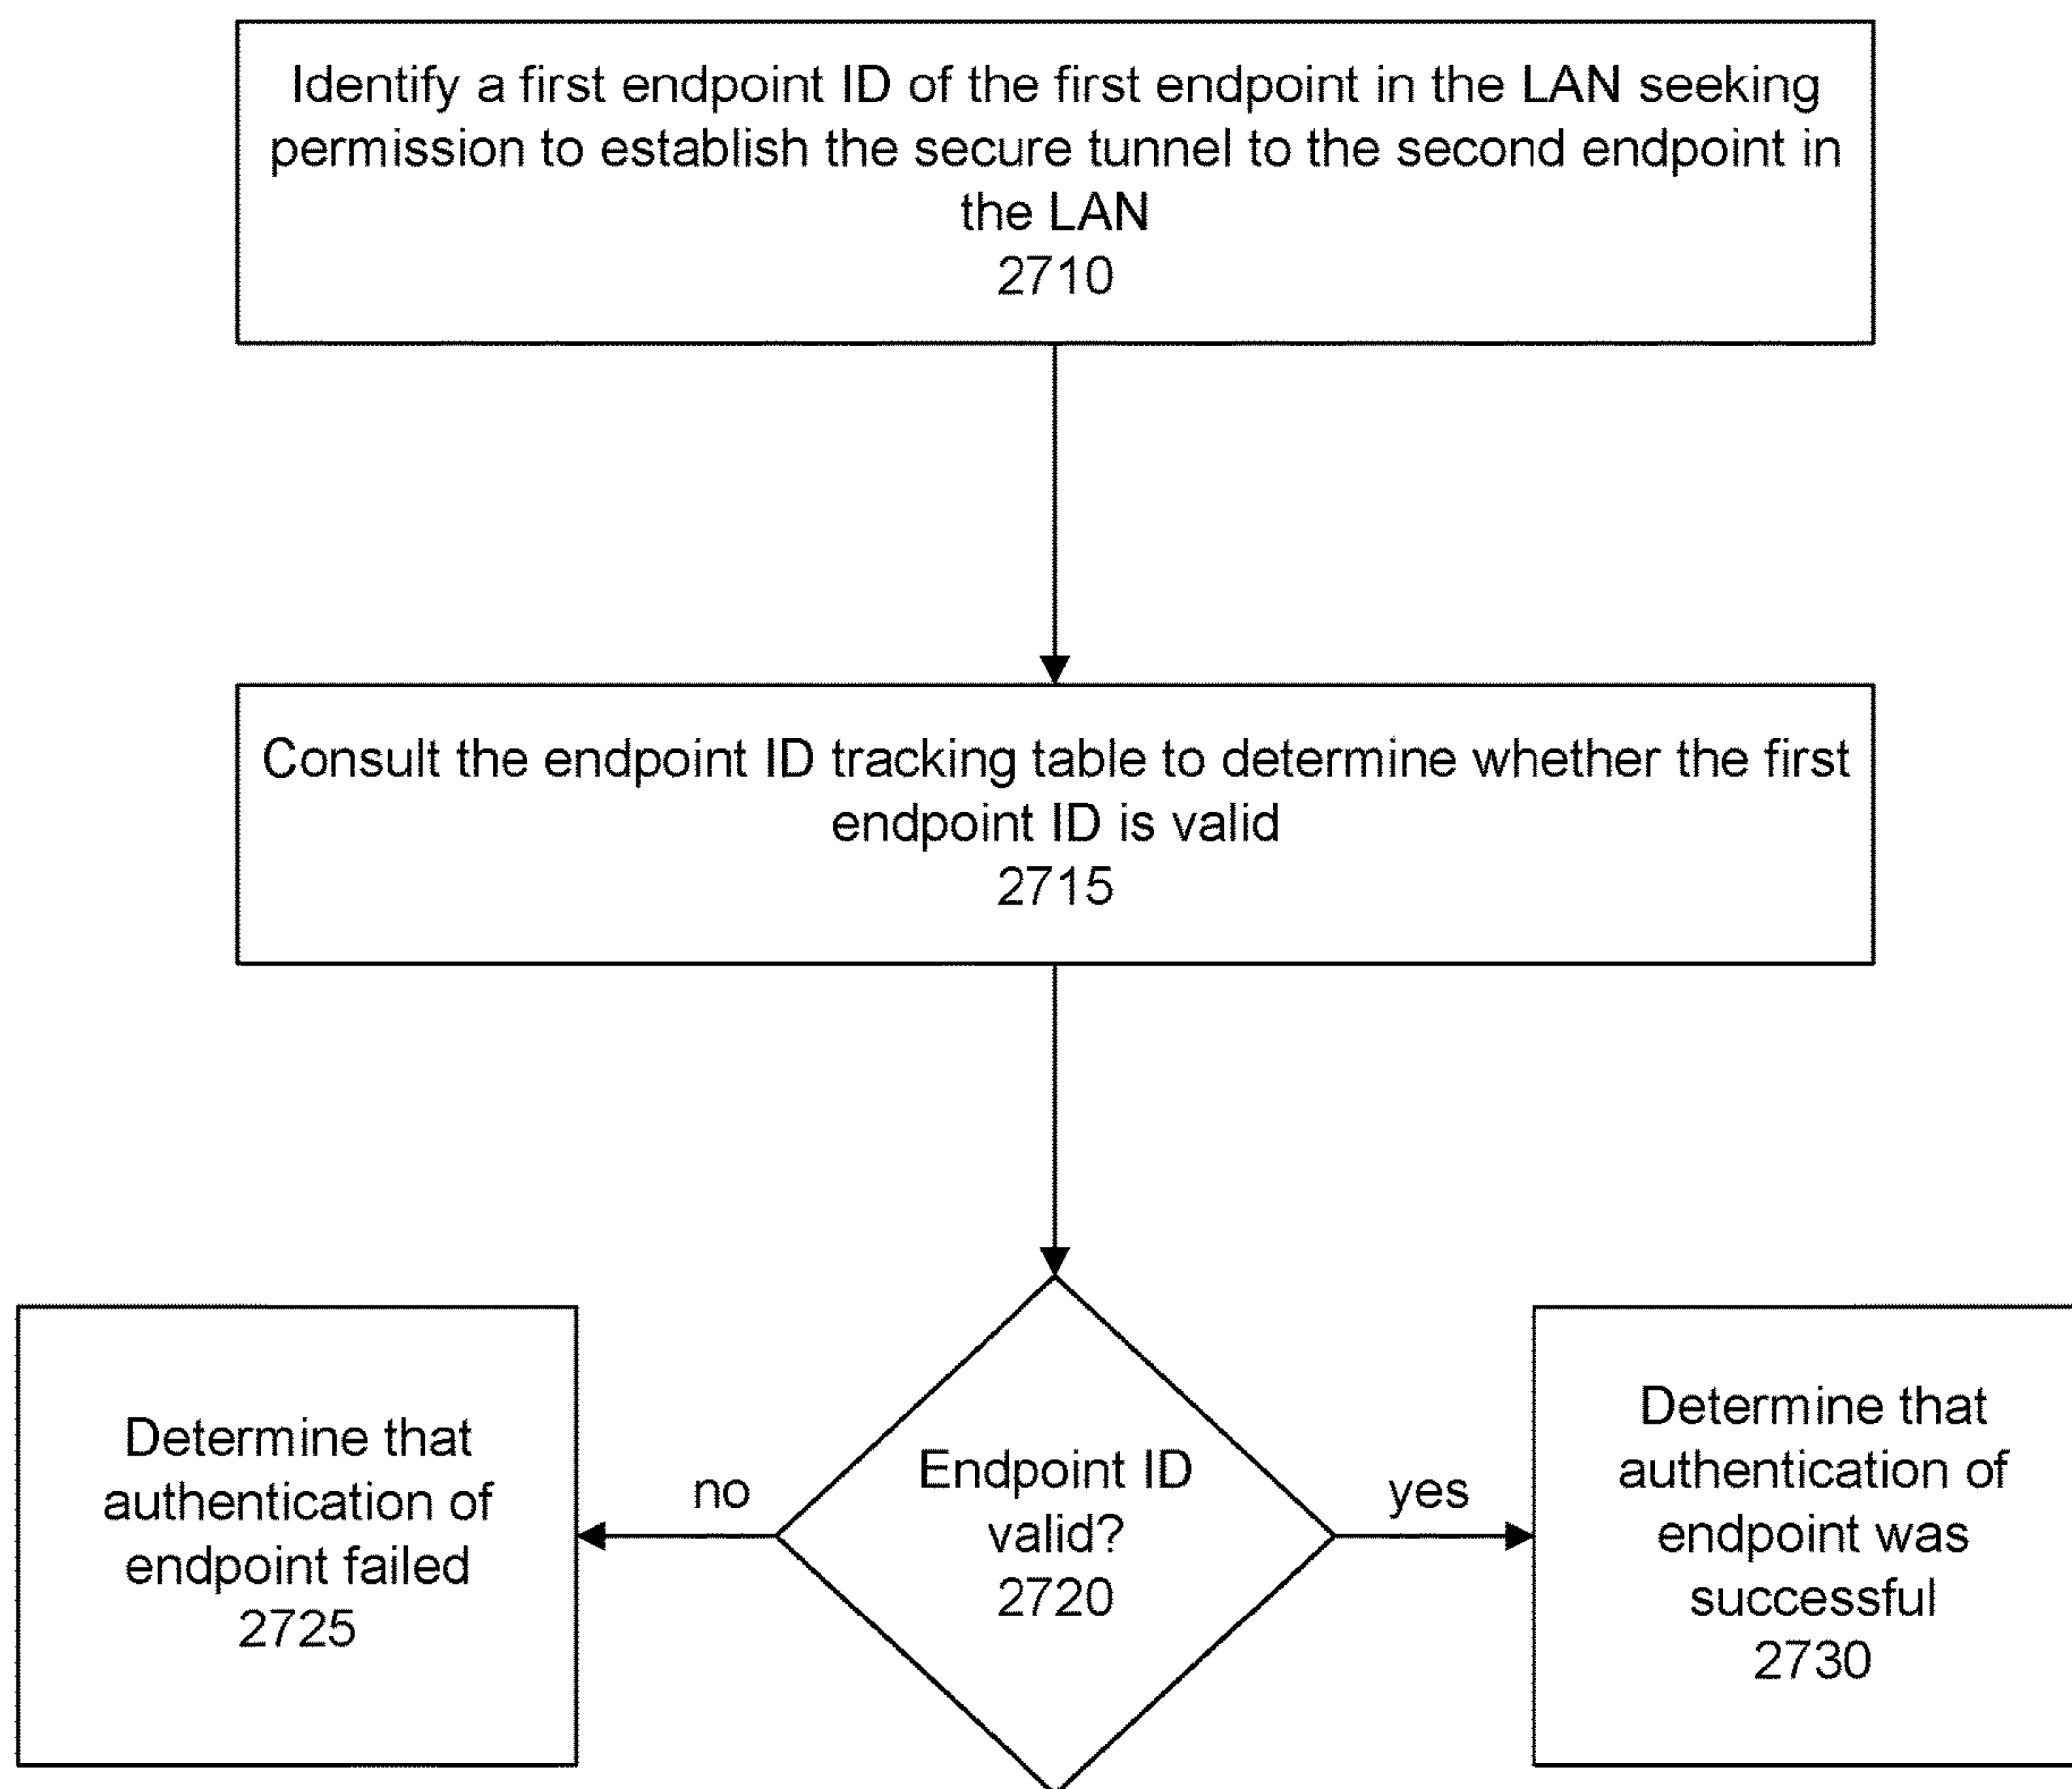 Identify a first endpoint ID of the first endpoint in the LAN seeking
permission to establish the secure tunnel to the second endpoint in
the LAN
2710
Consult the endpoint ID tracking table to determine whether the first
endpoint ID is valid
2715
Determine that
authentication of
endpoint failed
2725
no
Endpoint ID
valid?
2720
yes
Determine that
authentication of
endpoint was
successful
2730